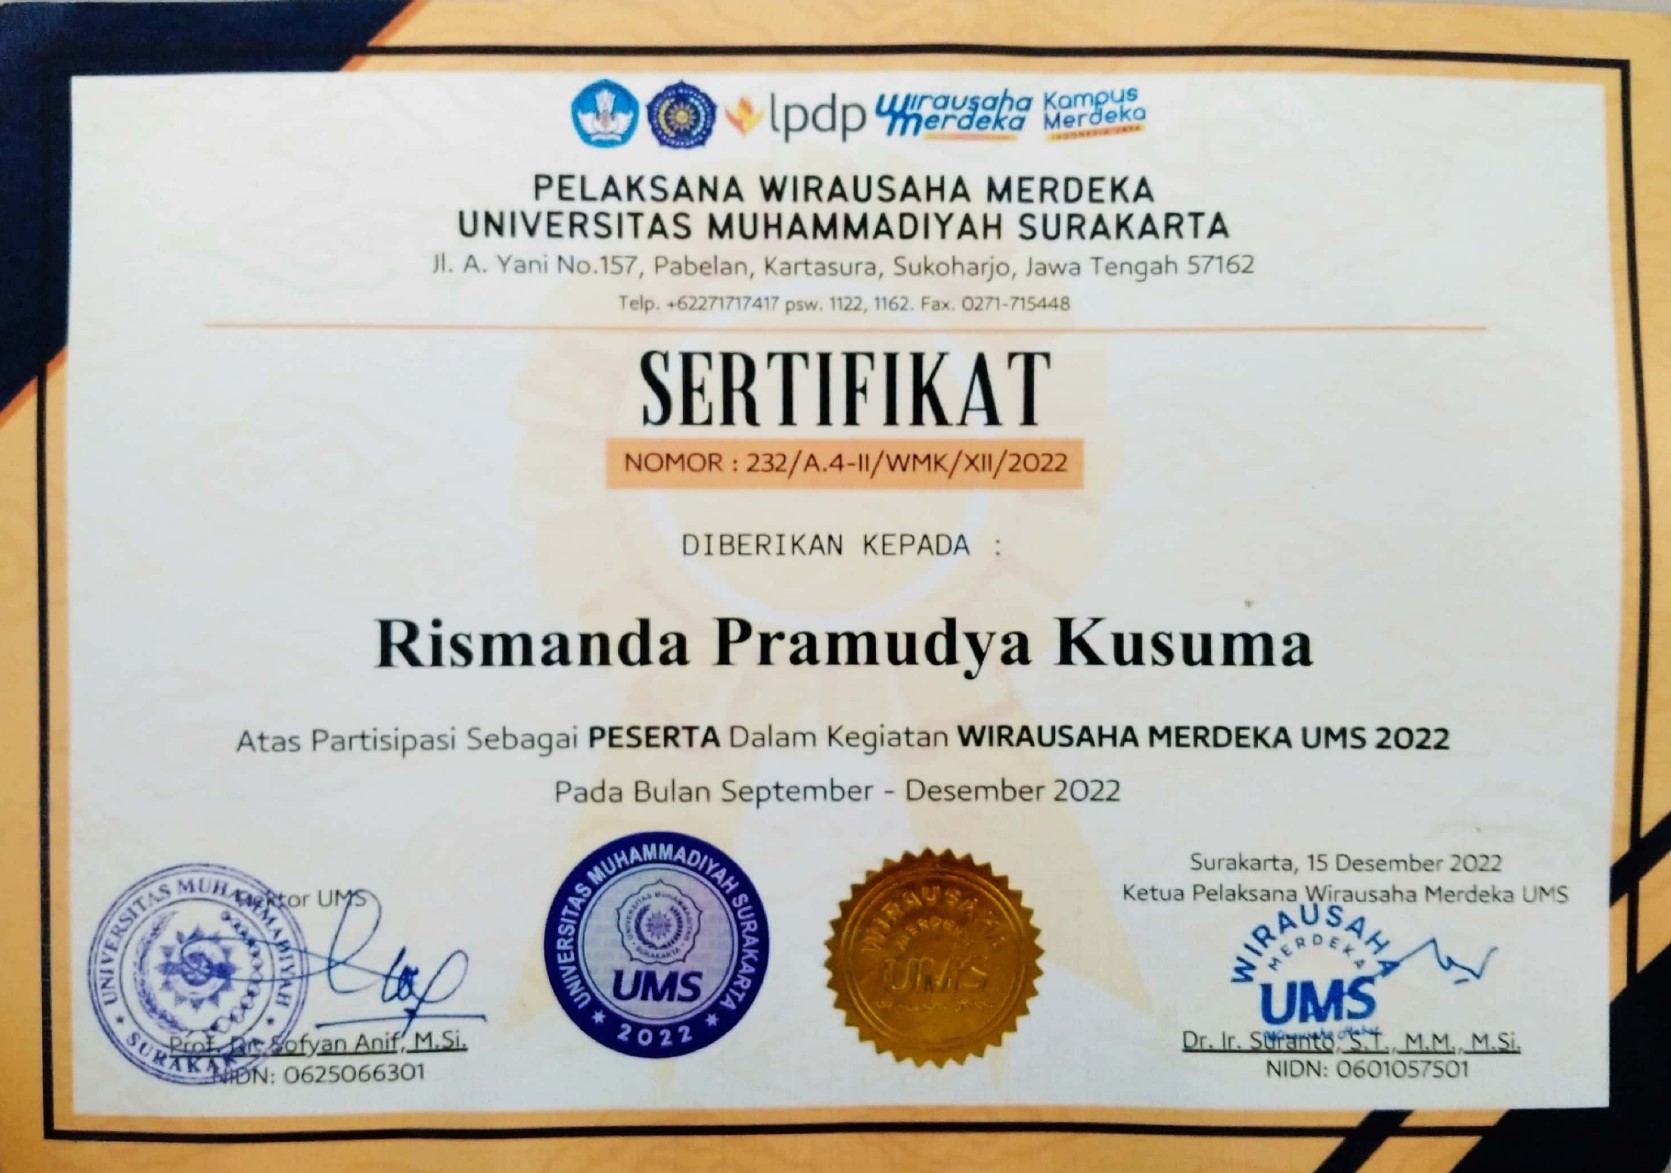 lpdp Wirausaha Merdeka Kampus Merdeka
INDONESIA JAYA
PELAKSANA WIRAUSAHA MERDEKA
UNIVERSITAS MUHAMMADIYAH SURAKARTA
Jl. A. Yani No.157, Pabelan, Kartasura, Sukoharjo, Jawa Tengah 57162
Telp. +62271717417 psw. 1122, 1162. Fax. 0271-715448
SERTIFIKAT
NOMOR : 232/A.4-II/WMK/XII/2022
DIBERIKAN KEPADA :
Rismanda Pramudya Kusuma
Atas Partisipasi Sebagai PESERTA Dalam Kegiatan WIRAUSAHA MERDEKA UMS 2022
Pada Bulan September - Desember 2022
Rektor UMS
UNIVERSITAS MUHAMMADIYAH
SURAKARTA
Prof. Dr. Sofyan Anif, M.Si.
NIDN: 0625066301
UNIVERSITAS MUHAMMADIYAH SURAKARTA
UMS
2022
WIRAUSAHA
MERDEKA
UMS
Surakarta, 15 Desember 2022
Ketua Pelaksana Wirausaha Merdeka UMS
WIRAUSAHA
MERDEKA
UMS
Dr. Ir. Suranto, S.T., M.M., M.Si.
NIDN: 0601057501